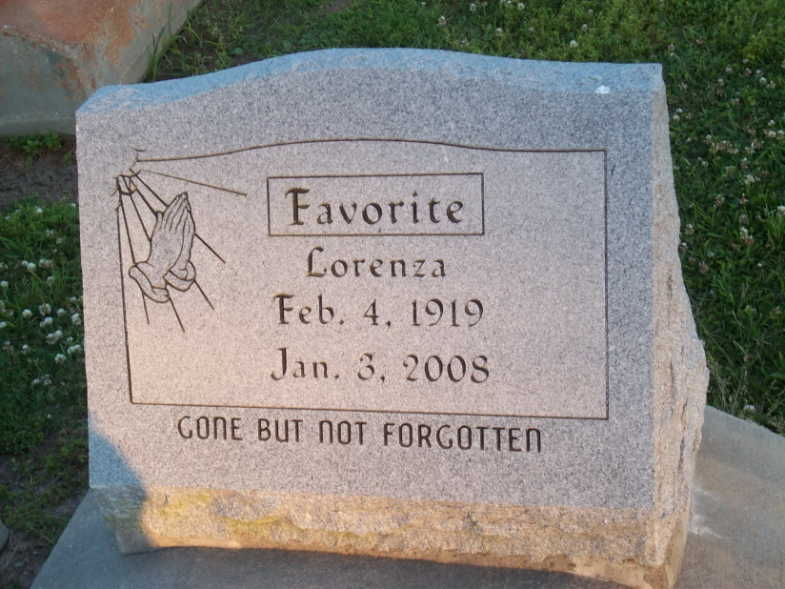 Favorite
Lorenza
Feb. 4, 1919
Jan. 3, 2008
GONE BUT NOT FORGOTTEN